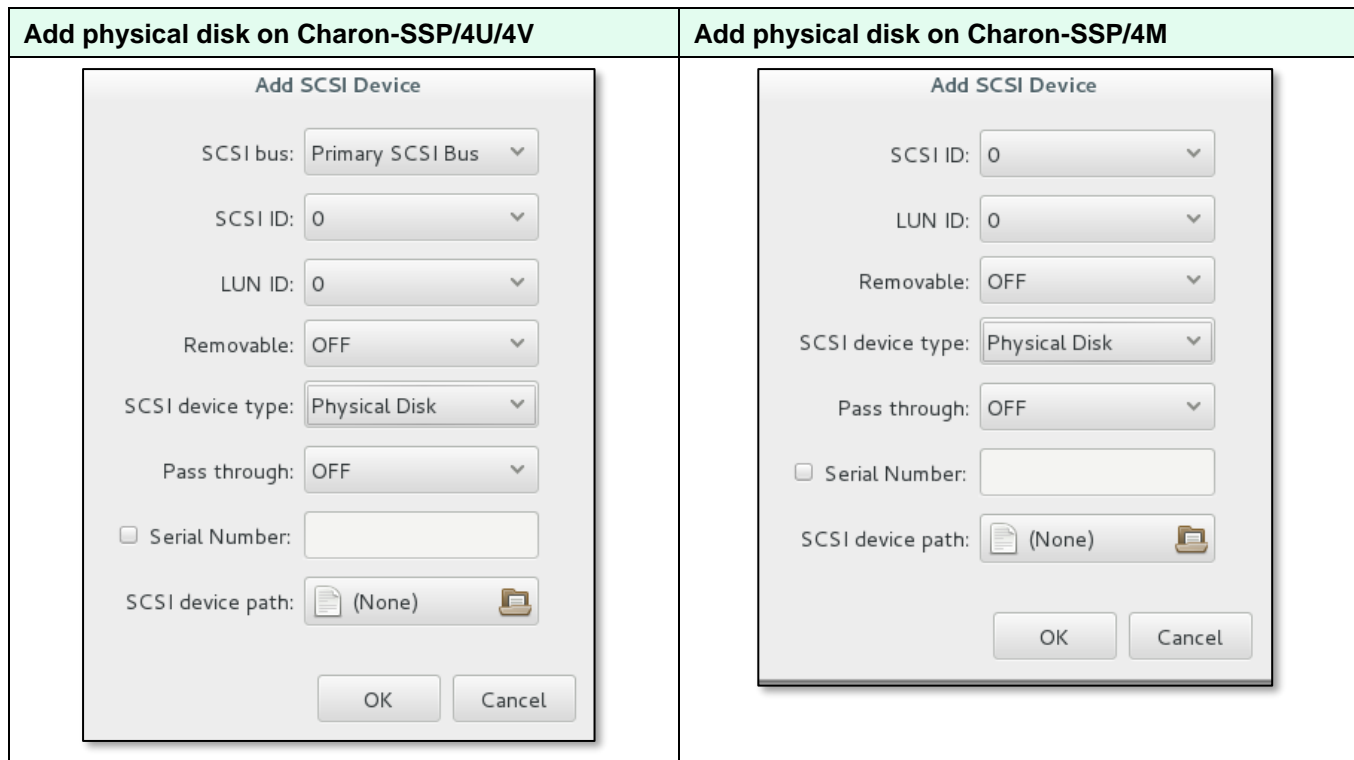 Add physical disk on Charon-SSP/4U/4V
Add SCSI Device
SCSI bus: Primary SCSI Bus
SCSI ID: 0
LUN ID: 0
Removable: OFF
SCSI device type: Physical Disk
Pass through: OFF
Serial Number:
SCSI device path: (None)
OK Cancel
Add physical disk on Charon-SSP/4M
Add SCSI Device
SCSI ID: 0
LUN ID: 0
Removable: OFF
SCSI device type: Physical Disk
Pass through: OFF
Serial Number:
SCSI device path: (None)
OK Cancel